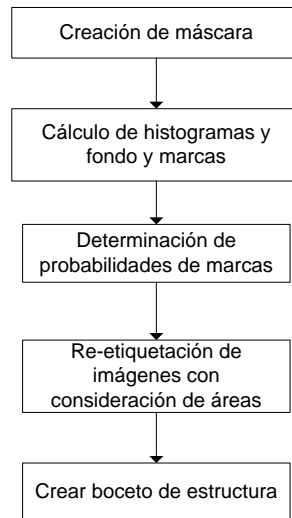 Creación de máscara
Cálculo de histogramas y
fondo y marcas
Determinación de
probabilidades de marcas
Re-etiquetación de
imágenes con
consideración de áreas
Crear boceto de estructura